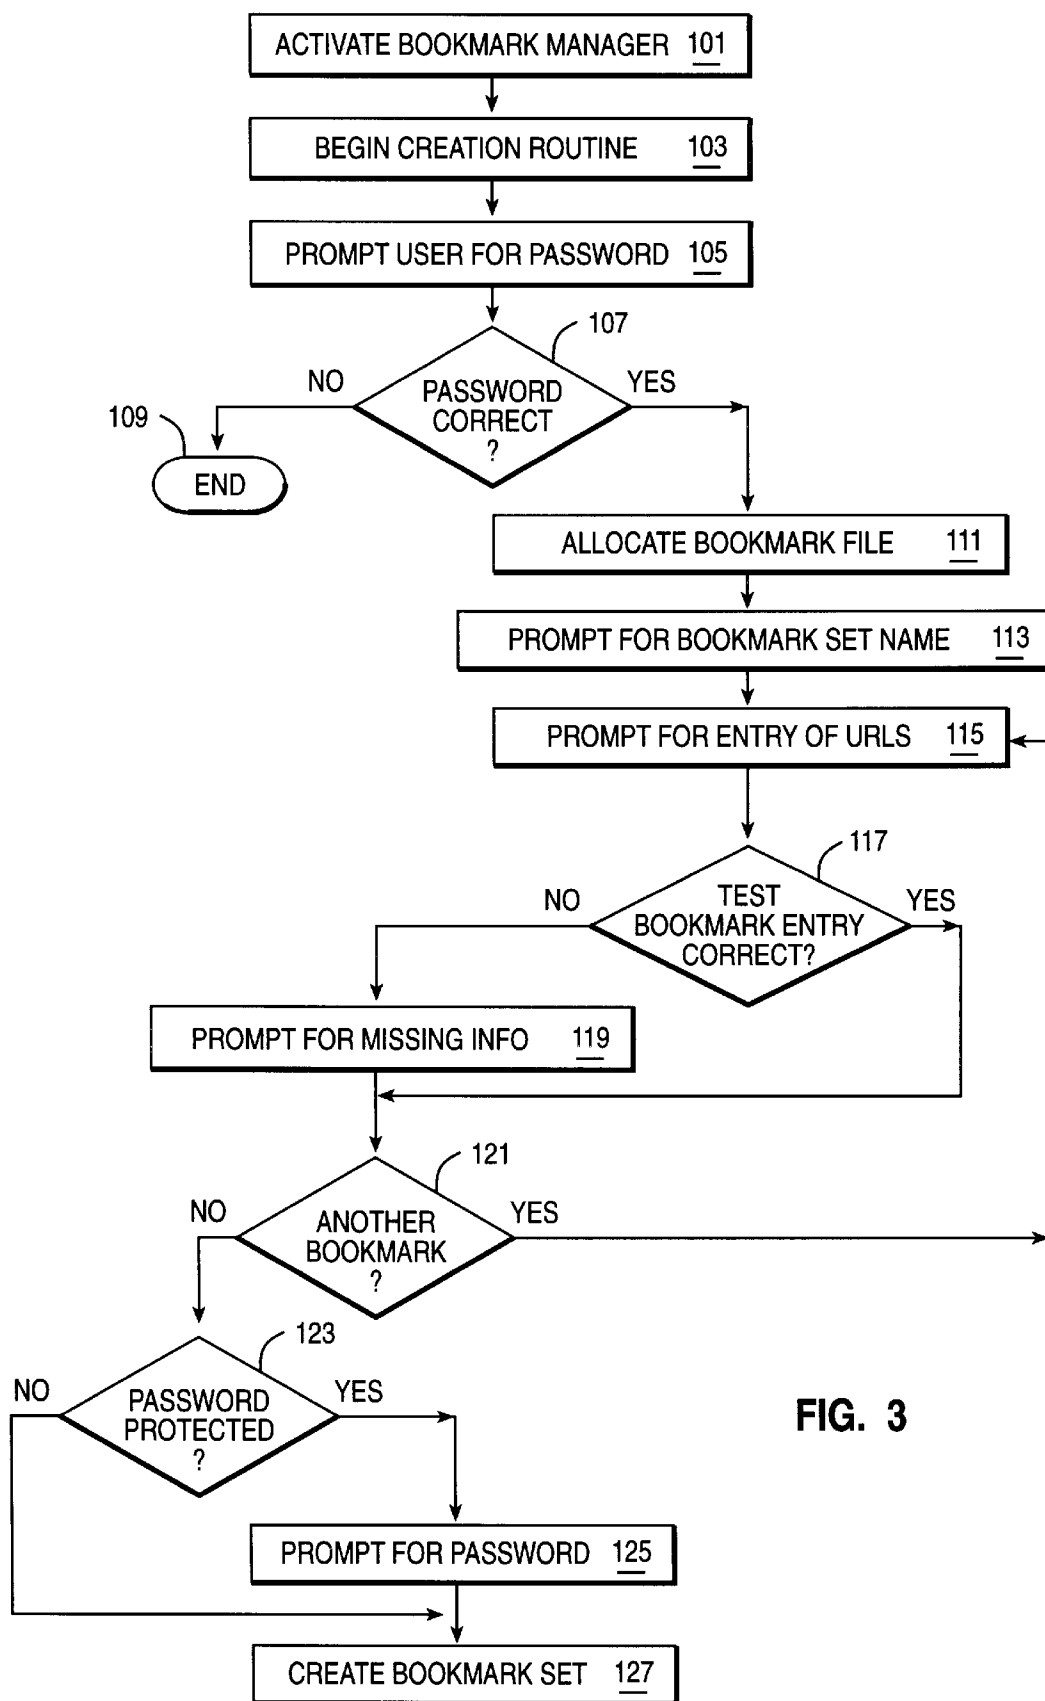 ACTIVATE BOOKMARK MANAGER 101
BEGIN CREATION ROUTINE 103
PROMPT USER FOR PASSWORD 105
107
NO
PASSWORD
CORRECT
?
YES
109
END
ALLOCATE BOOKMARK FILE 111
PROMPT FOR BOOKMARK SET NAME 113
PROMPT FOR ENTRY OF URLS 115
117
NO
TEST
BOOKMARK ENTRY
CORRECT?
YES
PROMPT FOR MISSING INFO 119
121
NO
ANOTHER
BOOKMARK
?
YES
123
NO
PASSWORD
PROTECTED
?
YES
FIG. 3
PROMPT FOR PASSWORD 125
CREATE BOOKMARK SET 127